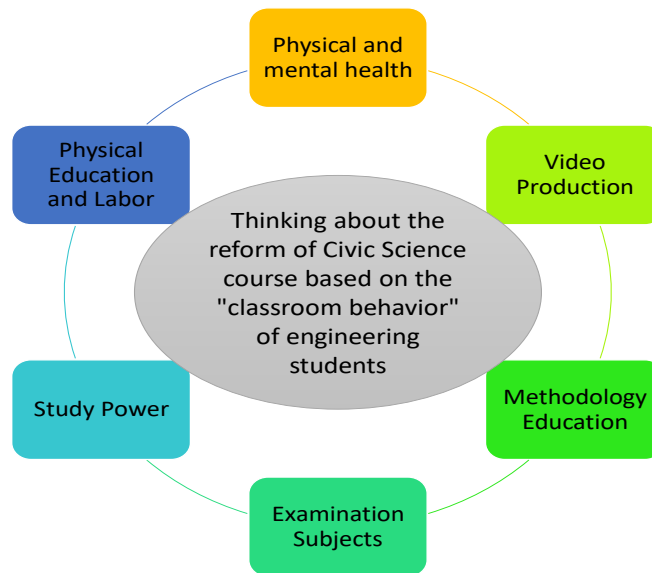 Physical and
mental health
Physical
Education
and Labor
Video
Production
Thinking about the
reform of Civic Science
course based on the
"classroom behavior"
of engineering
students
Study Power
Methodology
Education
Examination
Subjects